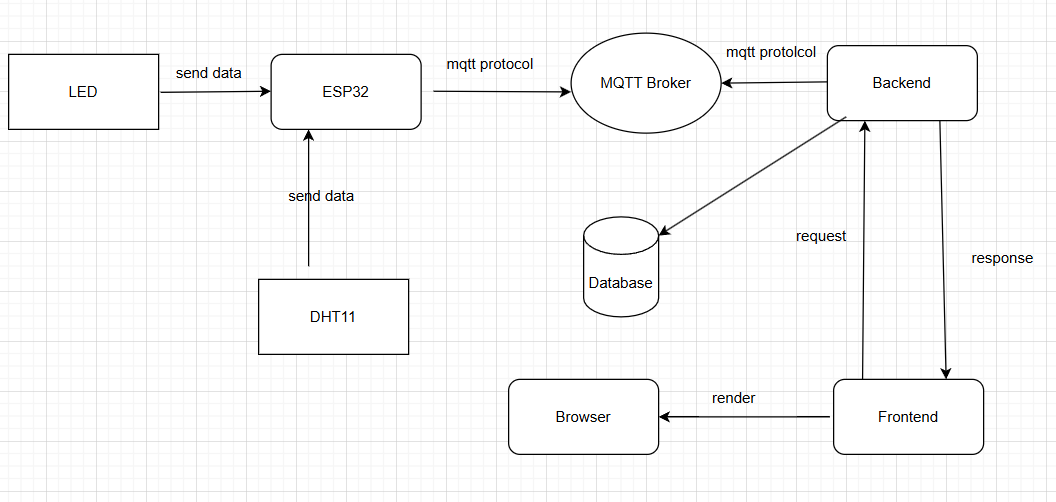 LED
send data
ESP32
mqtt protocol
MQTT Broker
mqtt protolcol
Backend
send data
DHT11
Database
request
response
Browser
render
Frontend